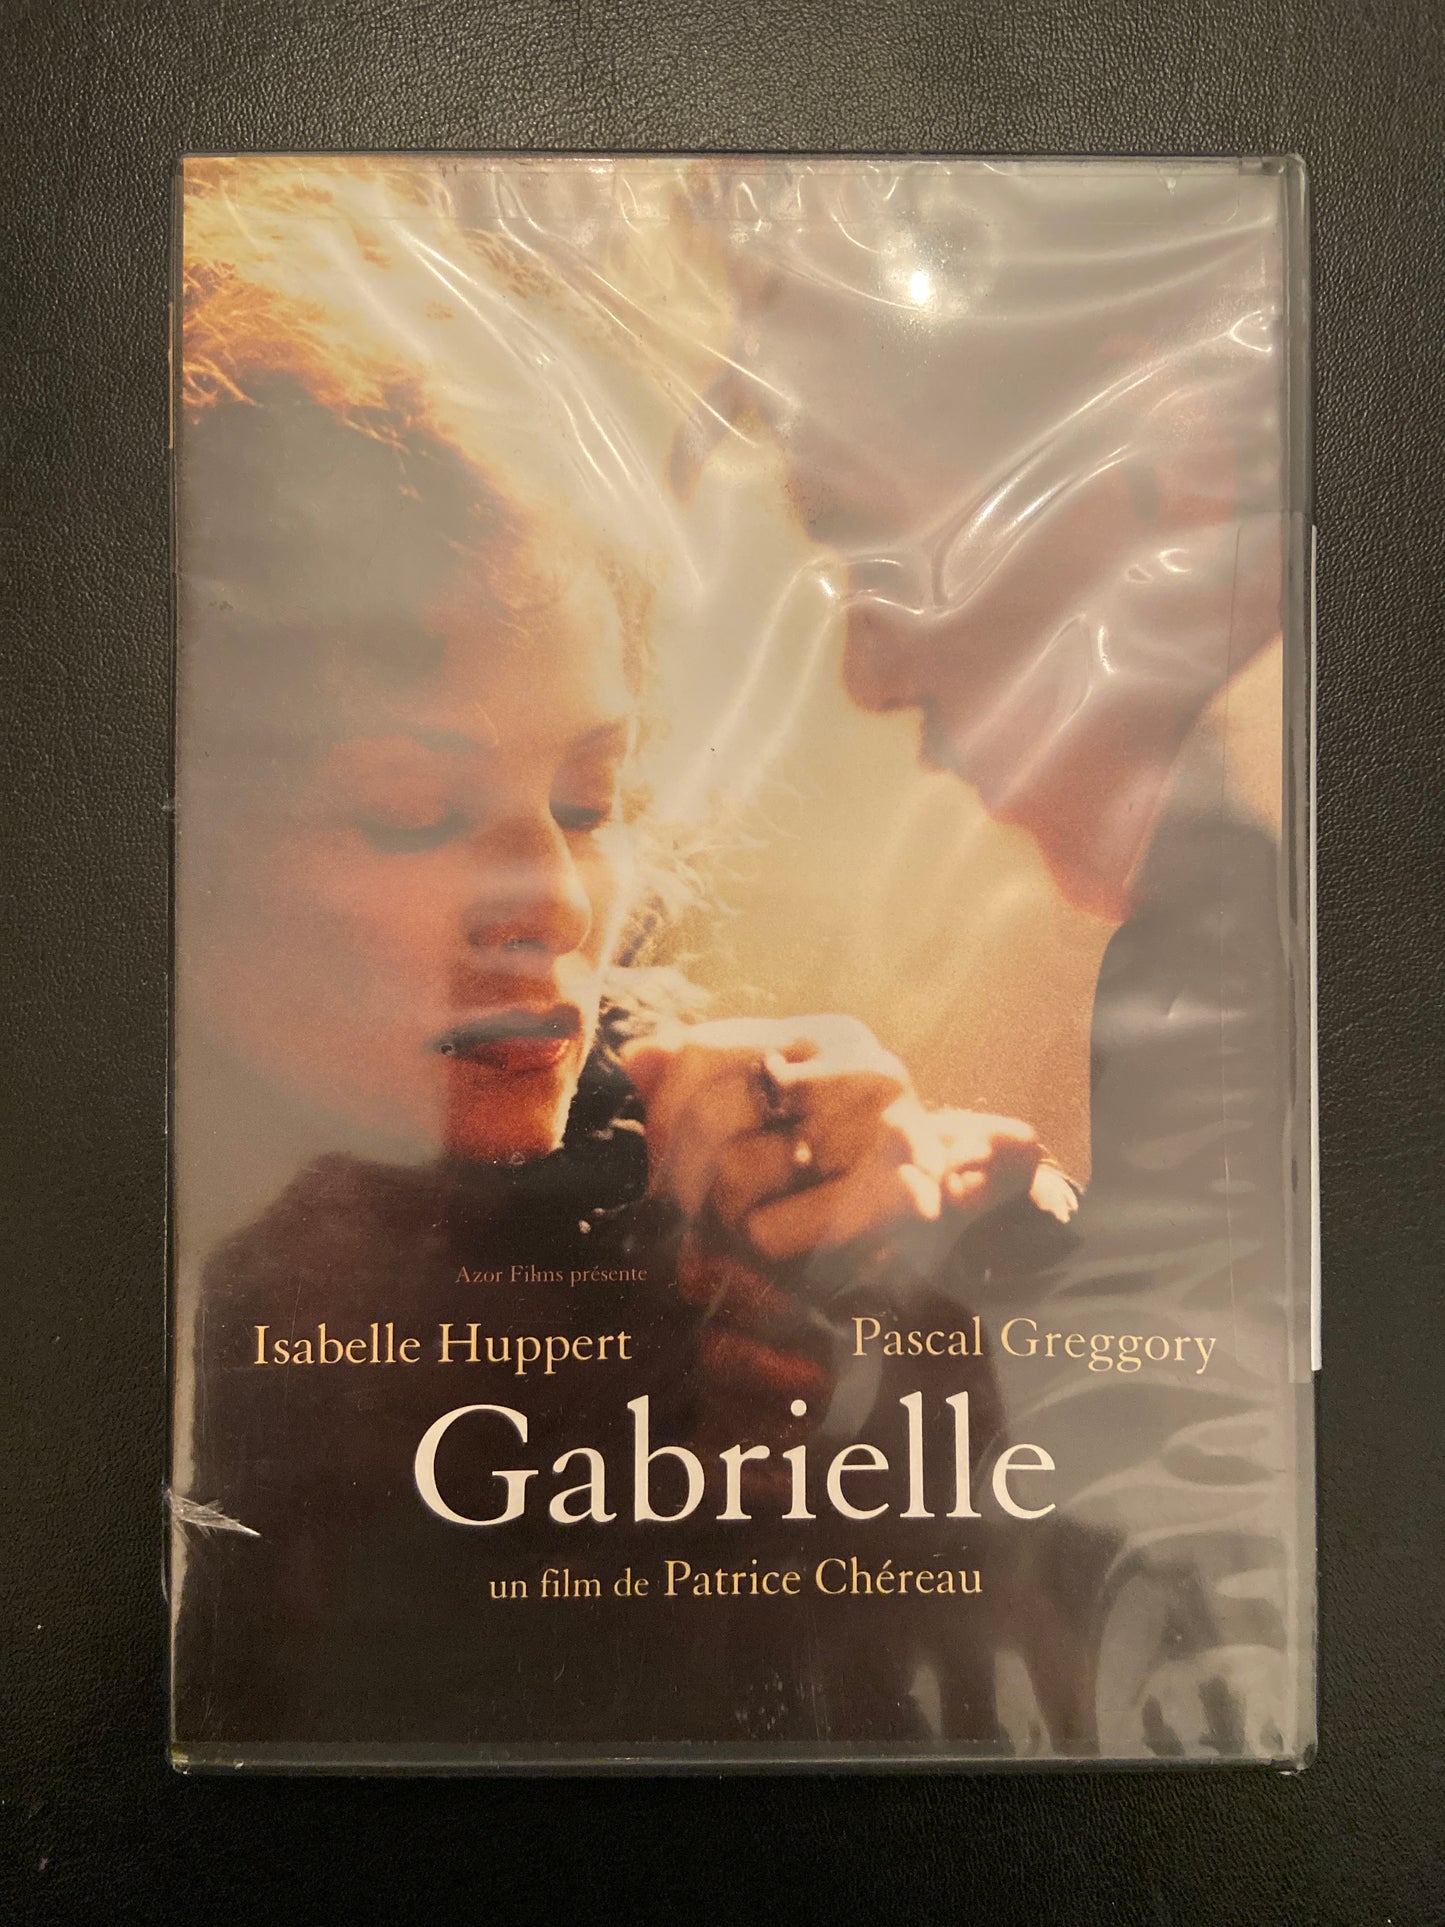 Azor Films présente
Isabelle Huppert Pascal Greggory
Gabrielle
un film de Patrice Chéreau